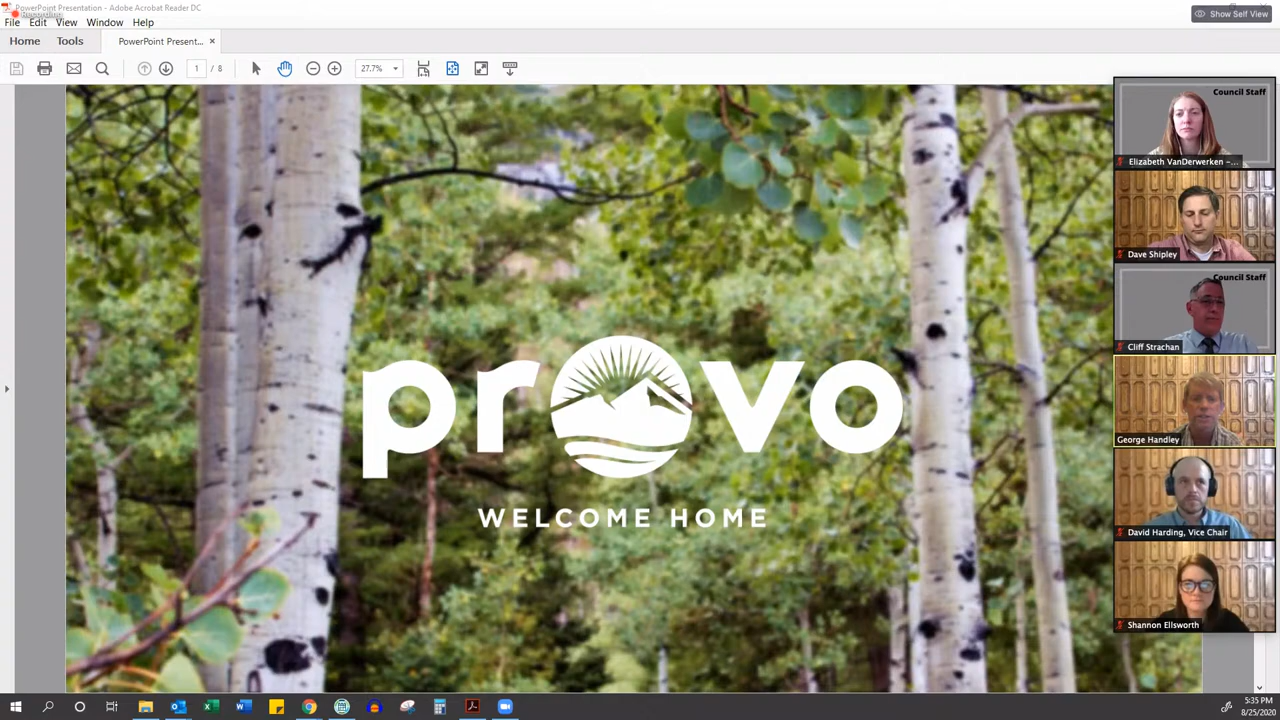 PowerPoint Presentation - Adobe Acrobat Reader DC
Show Self View
File Edit View Window Help
Home Tools PowerPoint Present... ×
1 / 8 27.7%
Council Staff
Elizabeth VanDerwerken - ...
Dave Shipley
Council Staff
Cliff Strachan
provo
George Handley
WELCOME HOME
David Harding, Vice Chair
Shannon Ellsworth
5:35 PM
8/25/2020